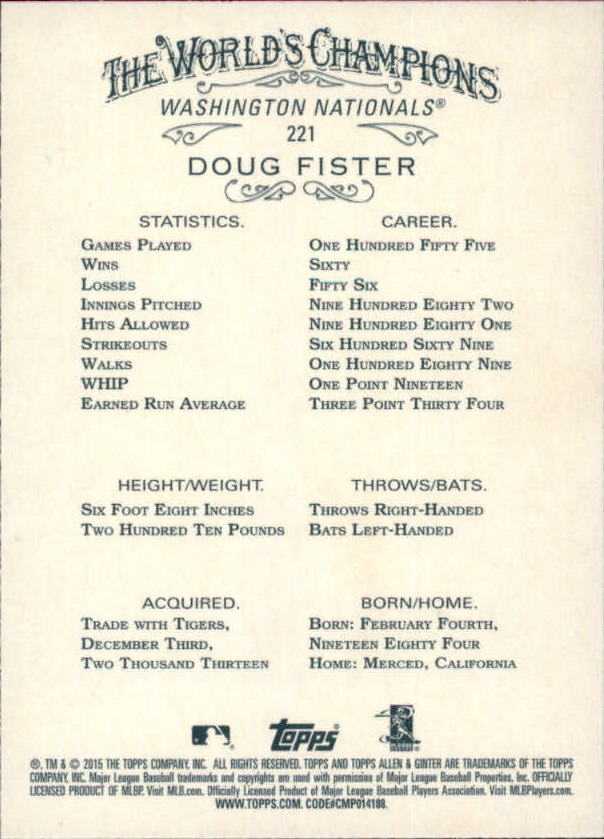 THE WORLD'S CHAMPIONS
WASHINGTON NATIONALS®
221
DOUG FISTER
STATISTICS. CAREER.
GAMES PLAYED ONE HUNDRED FIFTY FIVE
WINS SIXTY
LOSSES FIFTY SIX
INNINGS PITCHED NINE HUNDRED EIGHTY TWO
HITS ALLOWED NINE HUNDRED EIGHTY ONE
STRIKEOUTS SIX HUNDRED SIXTY NINE
WALKS ONE HUNDRED EIGHTY NINE
WHIP ONE POINT NINETEEN
EARNED RUN AVERAGE THREE POINT THIRTY FOUR
HEIGHT/WEIGHT. THROWS/BATS.
SIX FOOT EIGHT INCHES THROWS RIGHT-HANDED
TWO HUNDRED TEN POUNDS BATS LEFT-HANDED
ACQUIRED. BORN/HOME.
TRADE WITH TIGERS, BORN: FEBRUARY FOURTH,
DECEMBER THIRD, NINETEEN EIGHTY FOUR
TWO THOUSAND THIRTEEN HOME: MERCED, CALIFORNIA
topps
®, TM & © 2015 THE TOPPS COMPANY, INC. ALL RIGHTS RESERVED. TOPPS AND TOPPS ALLEN & GINTER ARE TRADEMARKS OF THE TOPPS
COMPANY, INC. Major League Baseball trademarks and copyrights are used with permission of Major League Baseball Properties, Inc. OFFICIALLY
LICENSED PRODUCT OF MLBP. Visit MLB.com. Officially Licensed Product of Major League Baseball Players Association. Visit MLBPlayers.com.
WWW.TOPPS.COM. CODE#CMP014188.